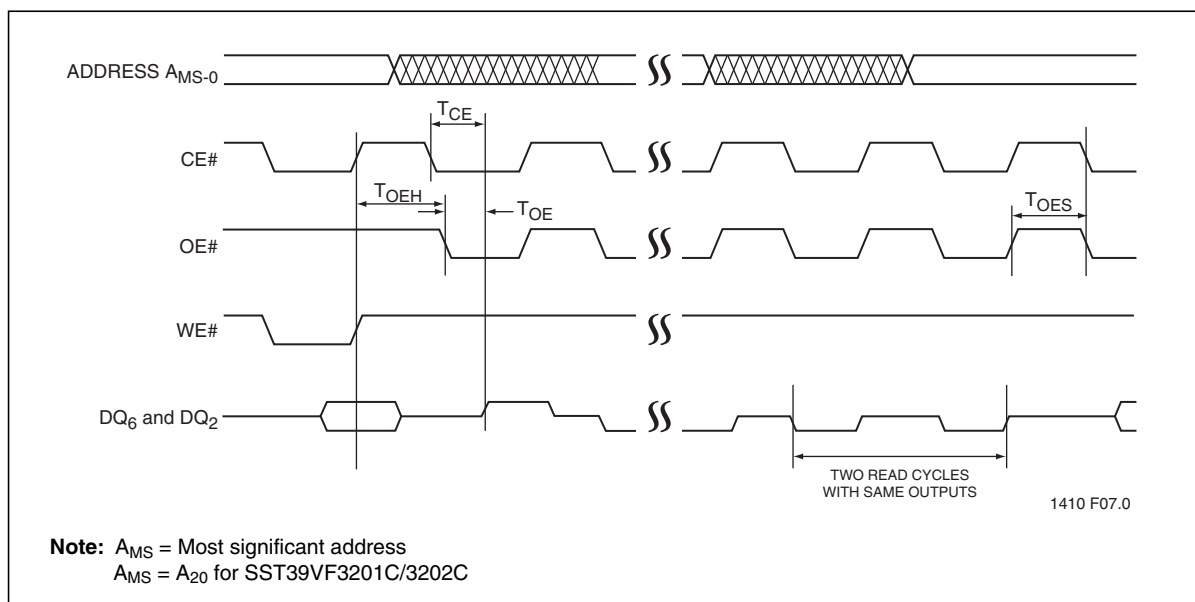 ADDRESS AMS-0
TCE
CE#
TOEH
TOE
TOES
OE#
WE#
DQ6 and DQ2
TWO READ CYCLES
WITH SAME OUTPUTS
1410 F07.0
Note: AMS = Most significant address
AMS = A20 for SST39VF3201C/3202C